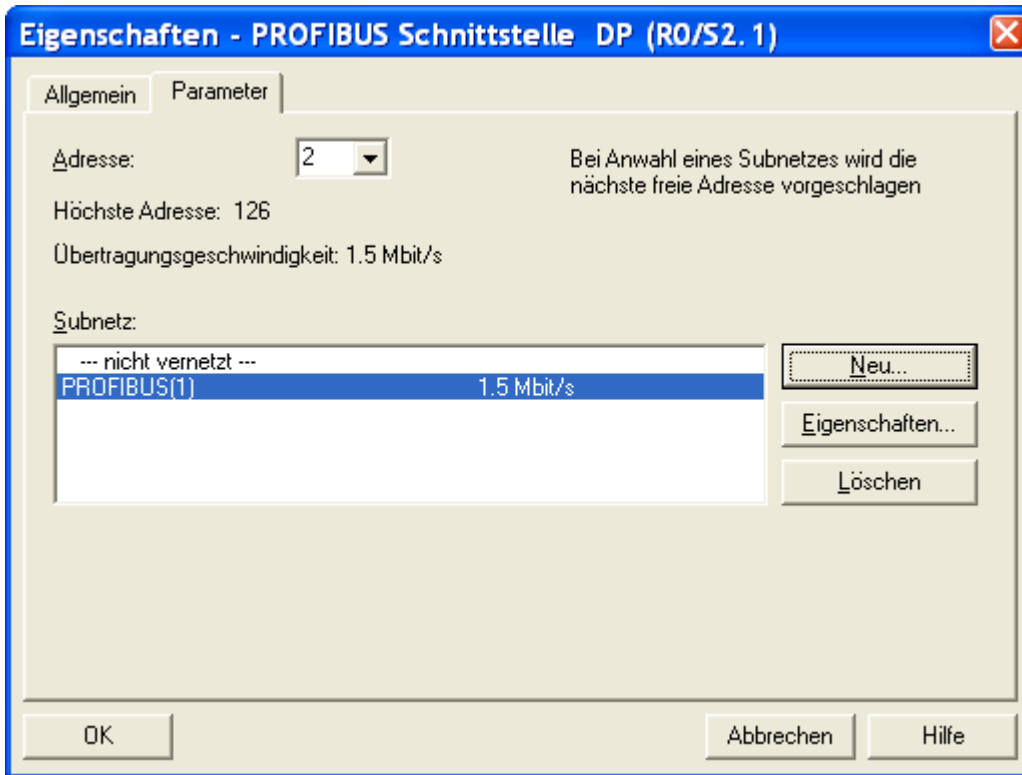 Eigenschaften - PROFIBUS Schnittstelle DP (R0/S2.1)
Allgemein Parameter
Adresse: 2
Bei Anwahl eines Subnetzes wird die
nächste freie Adresse vorgeschlagen
Höchste Adresse: 126
Übertragungsgeschwindigkeit: 1.5 Mbit/s
Subnetz:
--- nicht vernetzt ---
PROFIBUS(1) 1.5 Mbit/s
Neu...
Eigenschaften...
Löschen
OK Abbrechen Hilfe